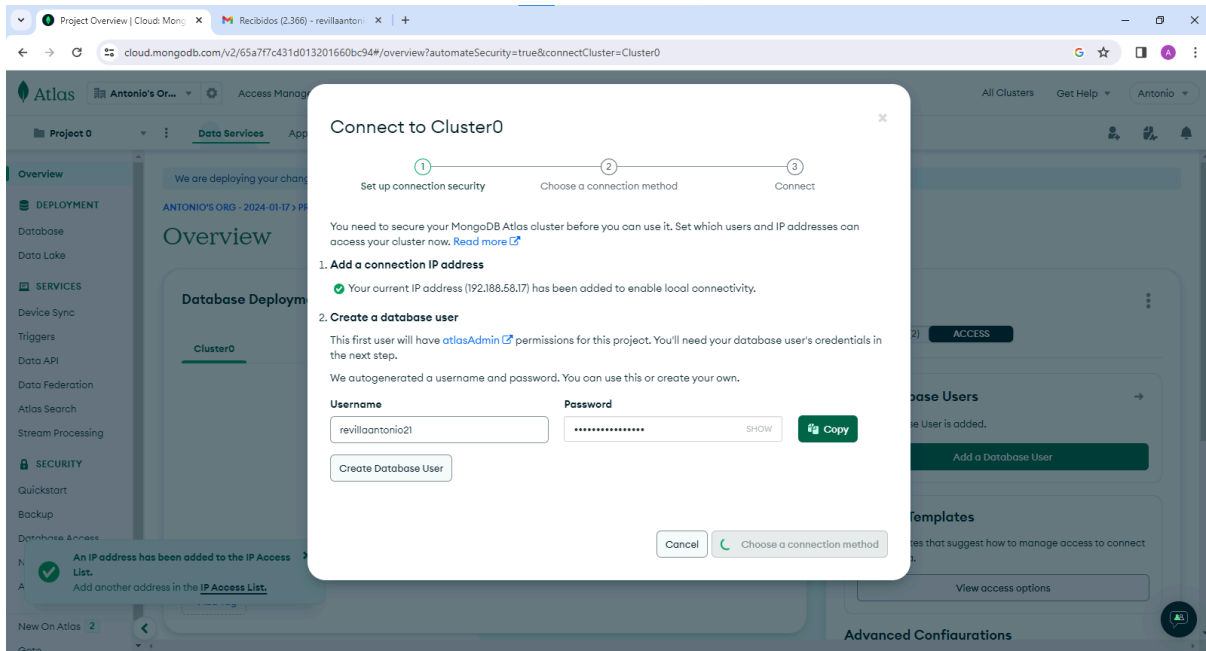 Project Overview | Cloud: Mong
Recibidos (2.366) - revillaantoni
cloud.mongodb.com/v2/65a7f7c431d013201660bc94#/overview?automateSecurity=true&connectCluster=Cluster0
A
Atlas
Antonio's Or...
Access Manag
All Clusters
Get Help
Antonio
Project 0
Data Services
App
Overview
DEPLOYMENT
Database
Data Lake
SERVICES
Device Sync
Triggers
Data API
Data Federation
Atlas Search
Stream Processing
SECURITY
Quickstart
Backup
Database Access
N
A
New On Atlas 2
Goto
We are deploying your chang
ANTONIO'S ORG - 2024-01-17 > PR
Overview
Database Deploym
Cluster0
Connect to Cluster0
1
2
3
Set up connection security
Choose a connection method
Connect
You need to secure your MongoDB Atlas cluster before you can use it. Set which users and IP addresses can
access your cluster now. Read more
1. Add a connection IP address
Your current IP address (192.188.58.17) has been added to enable local connectivity.
2. Create a database user
This first user will have atlasAdmin permissions for this project. You'll need your database user's credentials in
the next step.
We autogenerated a username and password. You can use this or create your own.
Username
Password
revillaantonio21
••••••••••••••••
SHOW
Copy
Create Database User
Cancel
Choose a connection method
2)
ACCESS
base Users
se User is added.
Add a Database User
Templates
tes that suggest how to manage access to connect
View access options
Advanced Configurations
An IP address has been added to the IP Access
List.
Add another address in the IP Access List.